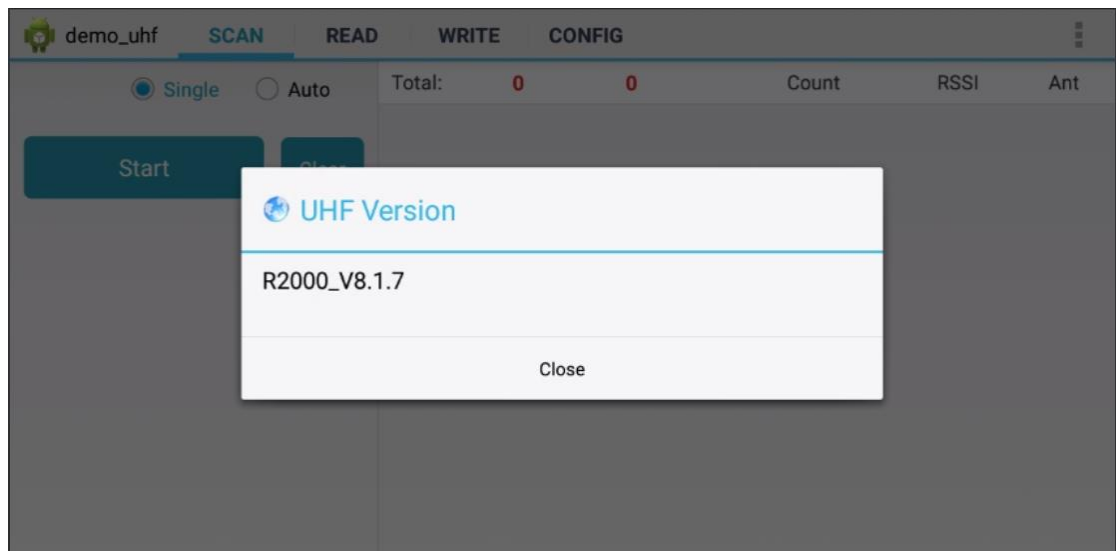 demo_uhf SCAN READ WRITE CONFIG
Single Auto Total: 0 0 Count RSSI Ant
Start
UHF Version
R2000_V8.1.7
Close